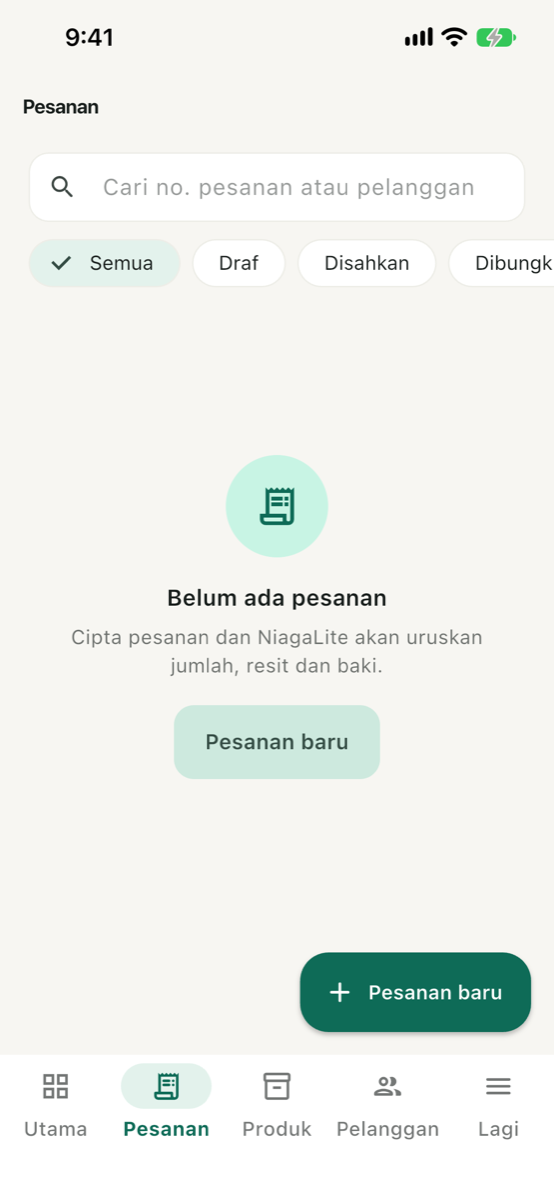 9:41
Pesanan
Cari no. pesanan atau pelanggan
Semua
Draf
Disahkan
Dibungk
Belum ada pesanan
Cipta pesanan dan NiagaLite akan uruskan
jumlah, resit dan baki.
Pesanan baru
Pesanan baru
Utama
Pesanan
Produk
Pelanggan
Lagi